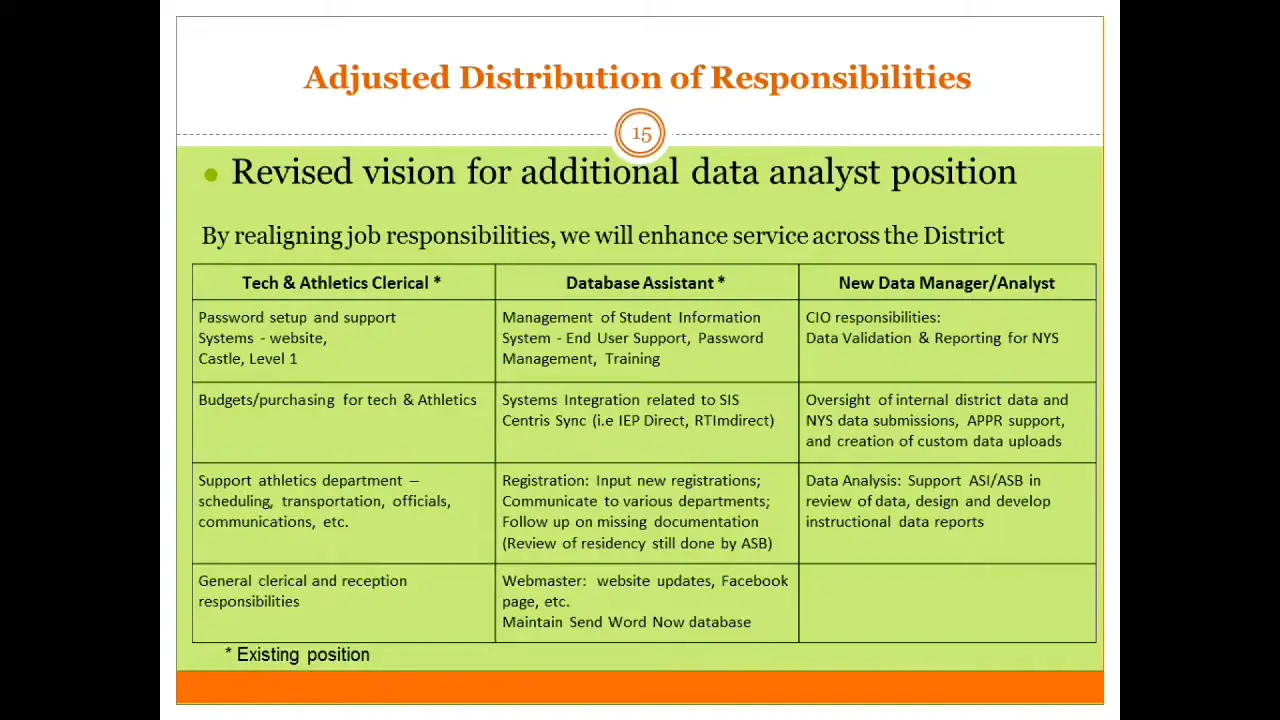 Adjusted Distribution of Responsibilities
15
• Revised vision for additional data analyst position
By realigning job responsibilities, we will enhance service across the District
Tech & Athletics Clerical *
Database Assistant *
New Data Manager/Analyst
Password setup and support
Systems - website,
Castle, Level 1
Management of Student Information
System - End User Support, Password
Management, Training
CIO responsibilities:
Data Validation & Reporting for NYS
Budgets/purchasing for tech & Athletics
Systems Integration related to SIS
Centris Sync (i.e IEP Direct, RTImdirect)
Oversight of internal district data and
NYS data submissions, APPR support,
and creation of custom data uploads
Support athletics department –
scheduling, transportation, officials,
communications, etc.
Registration: Input new registrations;
Communicate to various departments;
Follow up on missing documentation
(Review of residency still done by ASB)
Data Analysis: Support ASI/ASB in
review of data, design and develop
instructional data reports
General clerical and reception
responsibilities
Webmaster: website updates, Facebook
page, etc.
Maintain Send Word Now database
* Existing position